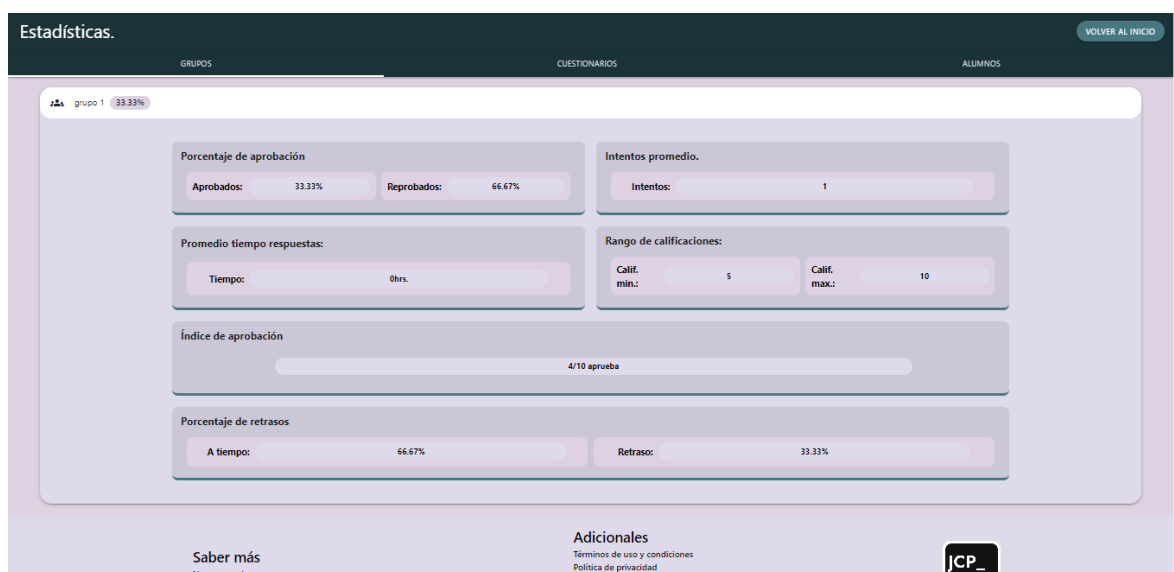 Estadísticas.
VOLVER AL INICIO
GRUPOS
CUESTIONARIOS
ALUMNOS
grupo 1 33.33%
Porcentaje de aprobación
Aprobados: 33.33% Reprobados: 66.67%
Intentos promedio.
Intentos: 1
Promedio tiempo respuestas:
Tiempo: 0hrs.
Rango de calificaciones:
Calif.
min.: 5
Calif.
max.: 10
Índice de aprobación
4/10 aprueba
Porcentaje de retrasos
A tiempo: 66.67% Retraso: 33.33%
Saber más
Adicionales
Términos de uso y condiciones
Política de privacidad
JCP_